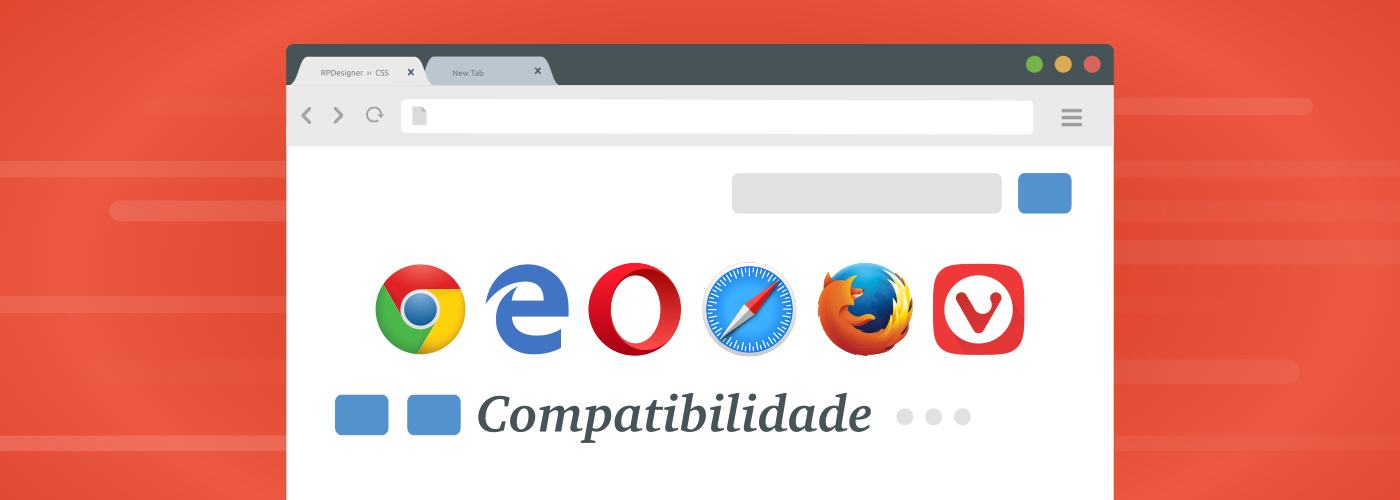 RPDesigner ›› CSS x
New Tab x
Compatibilidade